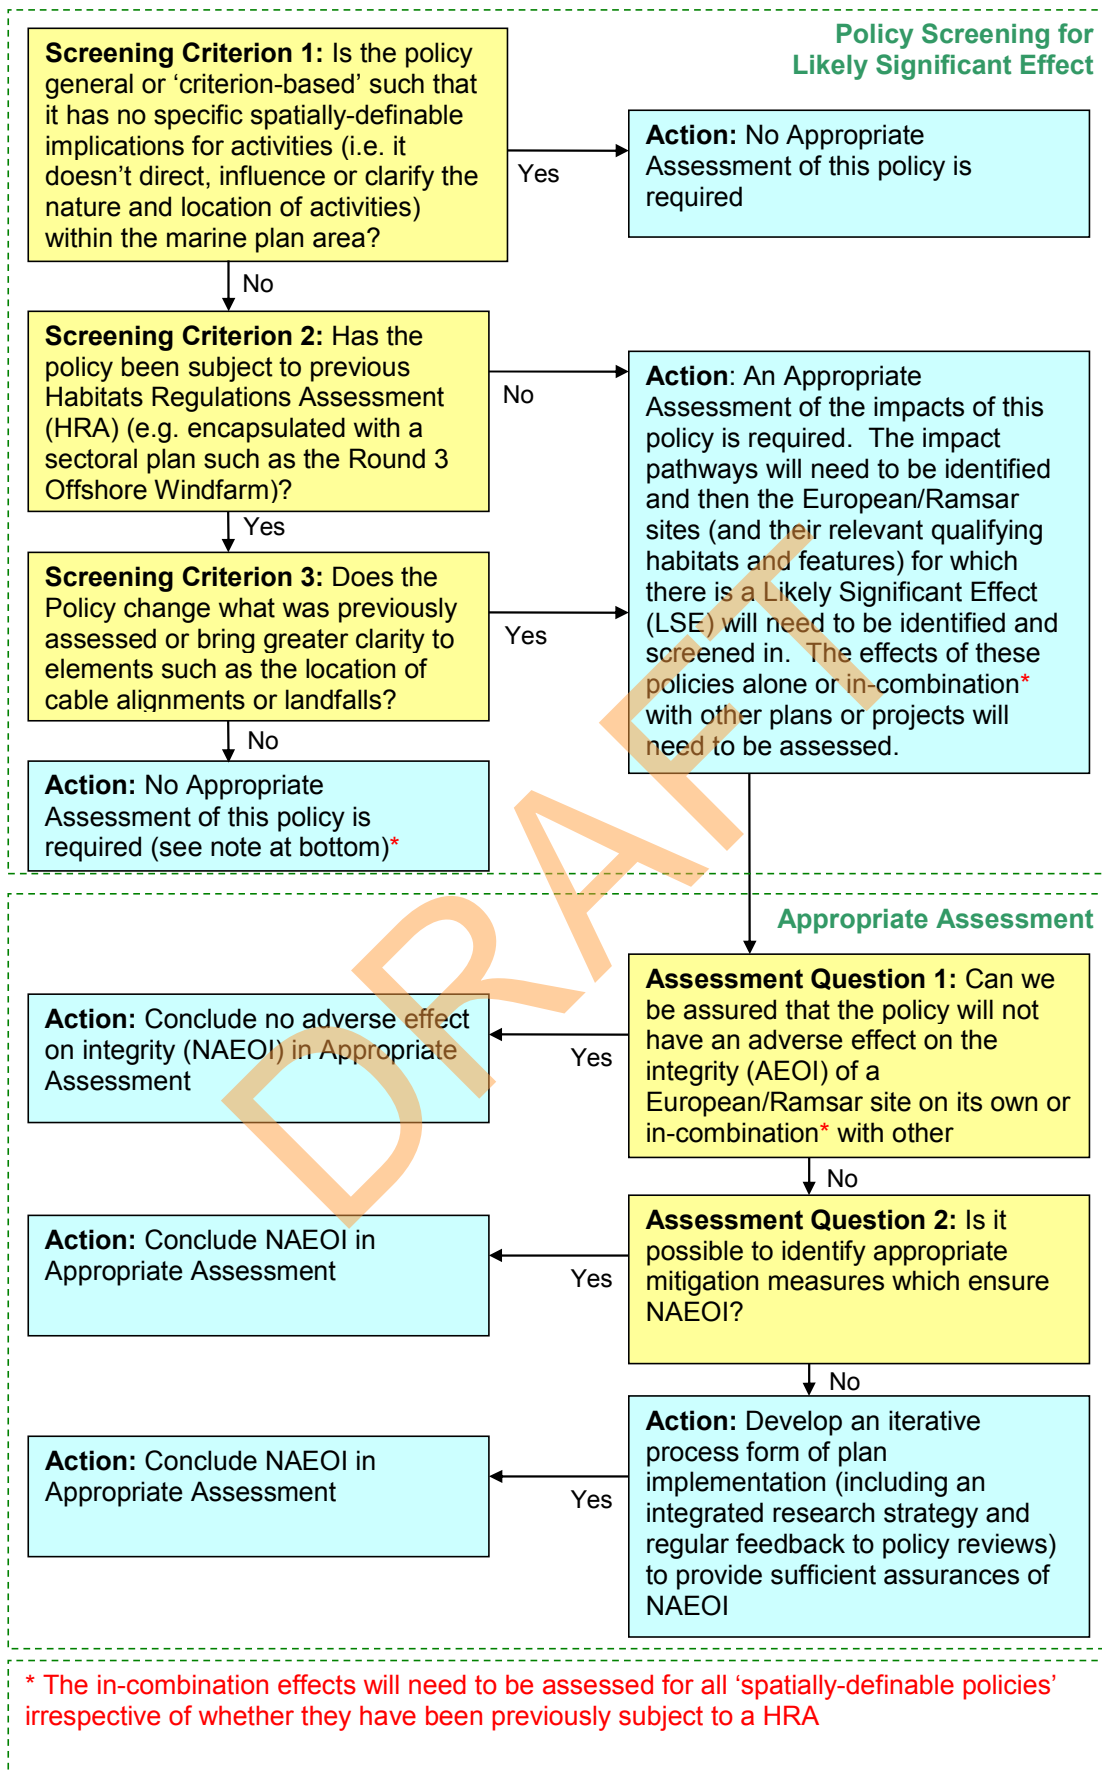 Policy Screening for
Likely Significant Effect
Screening Criterion 1: Is the policy
general or ‘criterion-based’ such that
it has no specific spatially-definable
implications for activities (i.e. it
doesn’t direct, influence or clarify the
nature and location of activities)
within the marine plan area?
Yes
Action: No Appropriate
Assessment of this policy is
required
No
Screening Criterion 2: Has the
policy been subject to previous
Habitats Regulations Assessment
(HRA) (e.g. encapsulated with a
sectoral plan such as the Round 3
Offshore Windfarm)?
No
Action: An Appropriate
Assessment of the impacts of this
policy is required. The impact
pathways will need to be identified
and then the European/Ramsar
sites (and their relevant qualifying
habitats and features) for which
there is a Likely Significant Effect
(LSE) will need to be identified and
screened in. The effects of these
policies alone or in-combination*
with other plans or projects will
need to be assessed.
Yes
Screening Criterion 3: Does the
Policy change what was previously
assessed or bring greater clarity to
elements such as the location of
cable alignments or landfalls?
Yes
No
Action: No Appropriate
Assessment of this policy is
required (see note at bottom)*
DRAFT
Appropriate Assessment
Assessment Question 1: Can we
be assured that the policy will not
have an adverse effect on the
integrity (AEOI) of a
European/Ramsar site on its own or
in-combination* with other
Yes
Action: Conclude no adverse effect
on integrity (NAEOI) in Appropriate
Assessment
No
Assessment Question 2: Is it
possible to identify appropriate
mitigation measures which ensure
NAEOI?
Yes
Action: Conclude NAEOI in
Appropriate Assessment
No
Action: Develop an iterative
process form of plan
implementation (including an
integrated research strategy and
regular feedback to policy reviews)
to provide sufficient assurances of
NAEOI
Yes
Action: Conclude NAEOI in
Appropriate Assessment
* The in-combination effects will need to be assessed for all ‘spatially-definable policies’
irrespective of whether they have been previously subject to a HRA